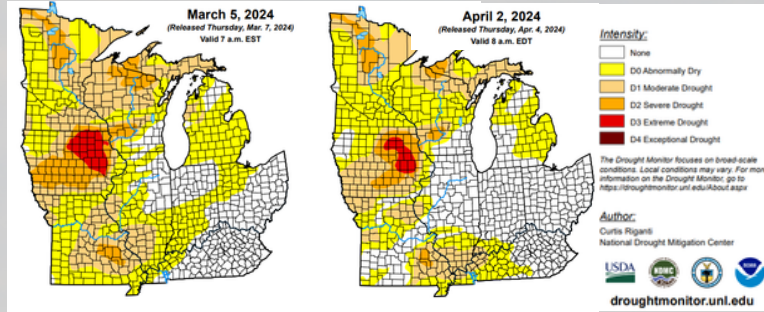 March 5, 2024
(Released Thursday, Mar. 7, 2024)
Valid 7 a.m. EST
April 2, 2024
(Released Thursday, Apr. 4, 2024)
Valid 8 a.m. EDT
Intensity:
None
D0 Abnormally Dry
D1 Moderate Drought
D2 Severe Drought
D3 Extreme Drought
D4 Exceptional Drought
The Drought Monitor focuses on broad-scale
conditions. Local conditions may vary. For mor
information on the Drought Monitor, go to
https://droughtmonitor.unl.edu/About.aspx
Author:
Curtis Riganti
National Drought Mitigation Center
USDA
NDMC
droughtmonitor.unl.edu